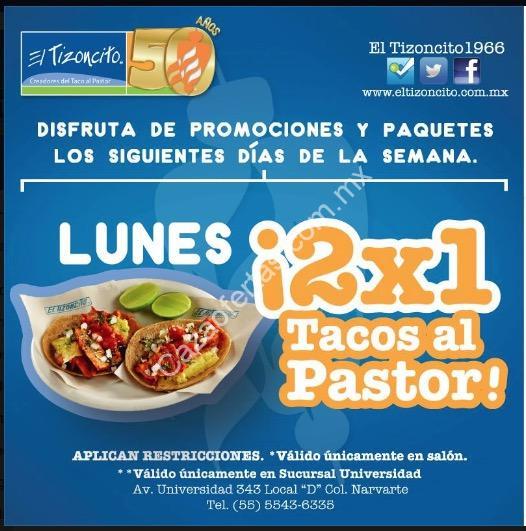 El Tizoncito
Creadores del Taco al Pastor
50 AÑOS
El Tizoncito1966
www.eltizoncito.com.mx
DISFRUTA DE PROMOCIONES Y PAQUETES
LOS SIGUIENTES DÍAS DE LA SEMANA.
LUNES
¡2x1
Tacos al
Pastor!
EL TIZONCITO
APLICAN RESTRICCIONES. *Válido únicamente en salón.
**Válido únicamente en Sucursal Universidad
Av. Universidad 343 Local "D" Col. Narvarte
Tel. (55) 5543-6335